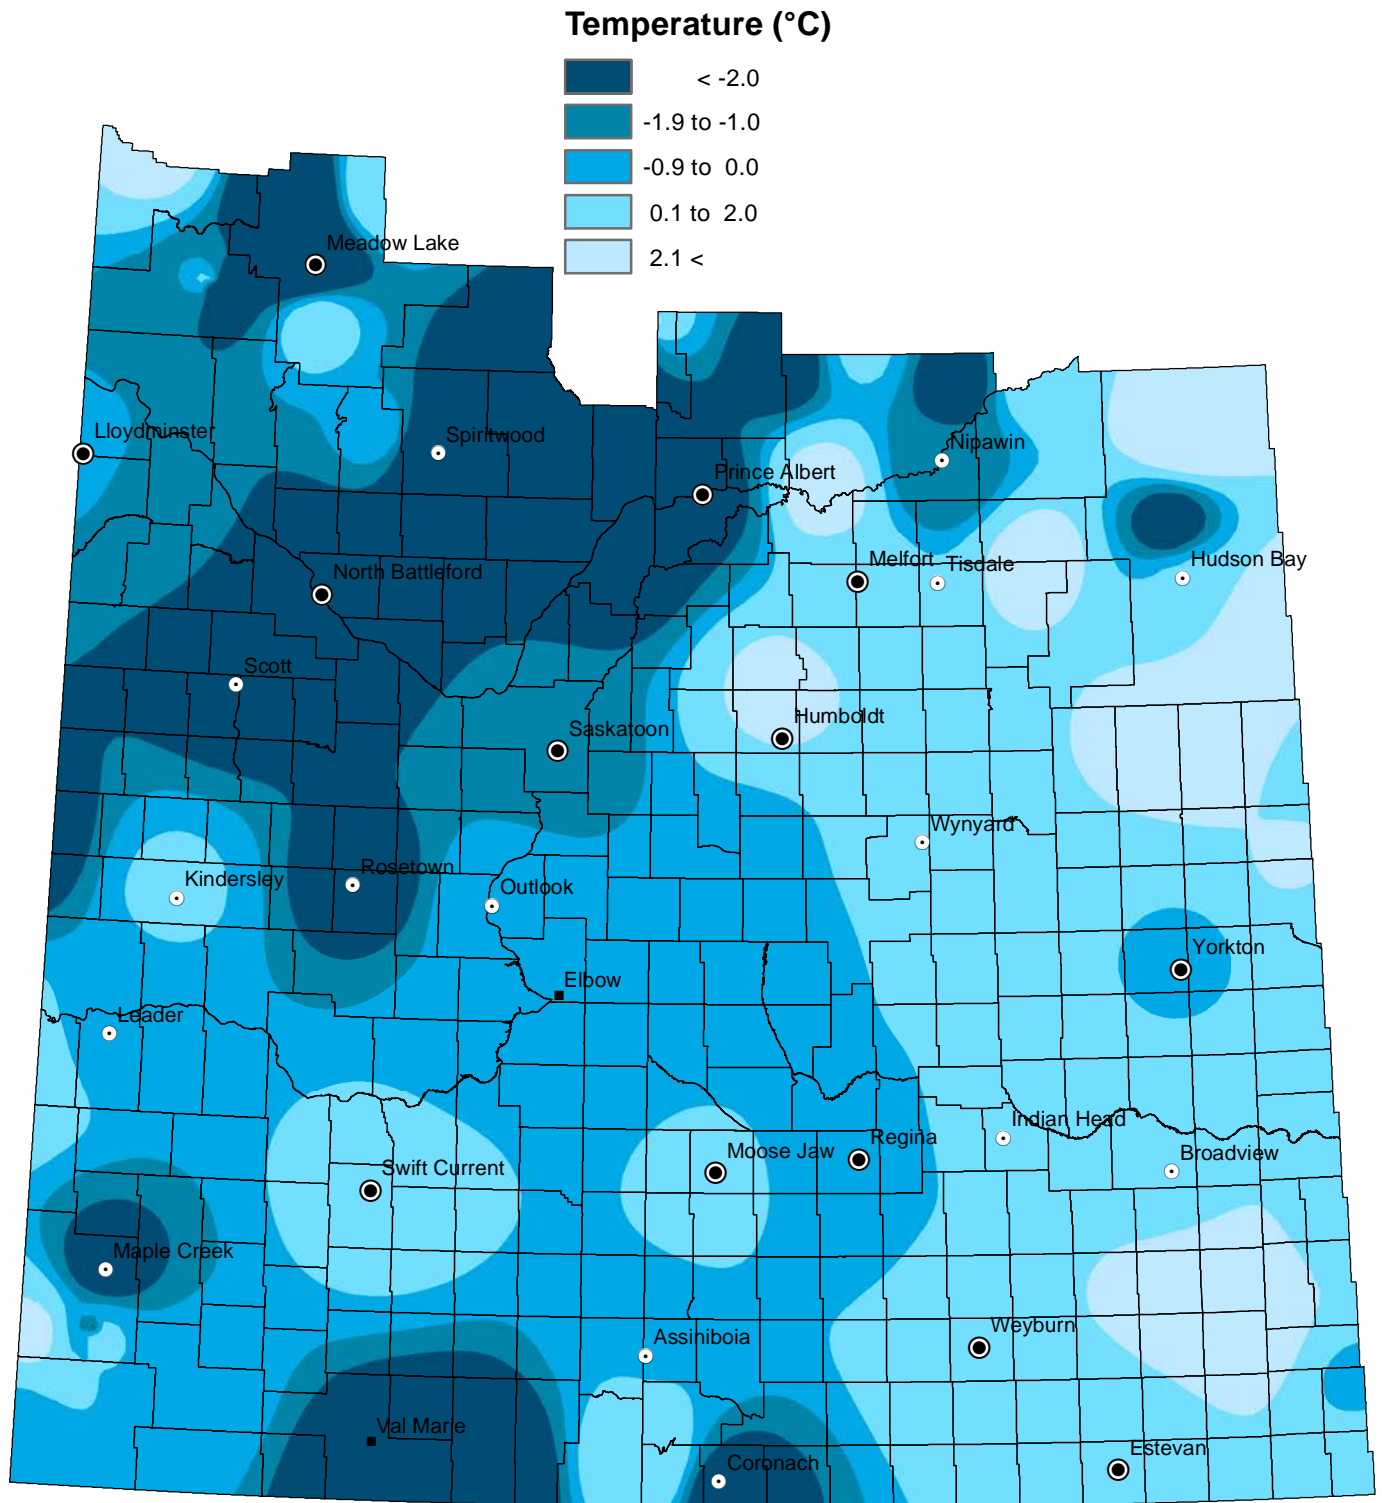 Temperature (°C)
< -2.0
-1.9 to -1.0
-0.9 to 0.0
0.1 to 2.0
2.1 <
Meadow Lake
Lloydminster
Spiritwood
Nipawin
Prince Albert
Hudson Bay
Melfort
Tisdale
North Battleford
Scott
Humboldt
Saskatoon
Wynyard
Rosetown
Kindersley
Outlook
Yorkton
Elbow
Leader
Indian Head
Regina
Moose Jaw
Broadview
Swift Current
Maple Creek
Weyburn
Assiniboia
Val Marie
Estevan
Coronach